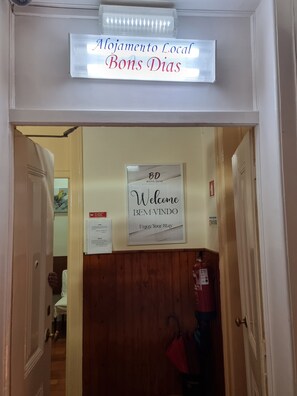 Alojamento Local
Bons Dias
BD
Welcome
BEM VINDO
Enjoy Your Stay